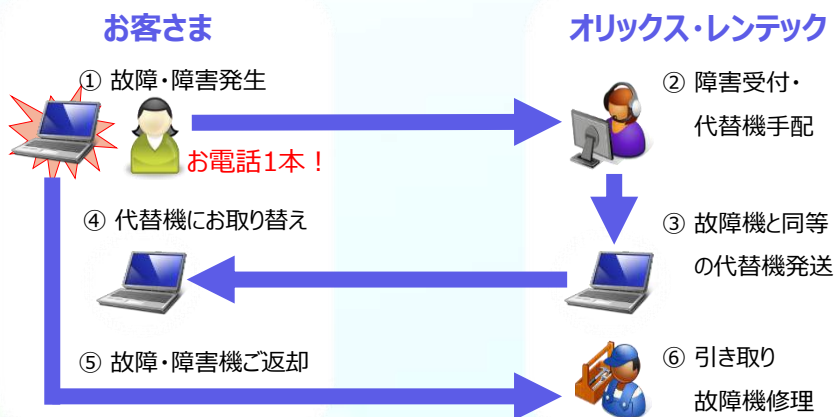 お客さま
オリックス・レンテック
① 故障・障害発生
② 障害受付・
代替機手配
お電話1本！
④ 代替機にお取り替え
③ 故障機と同等
の代替機発送
⑤ 故障・障害機ご返却
⑥ 引き取り
故障機修理